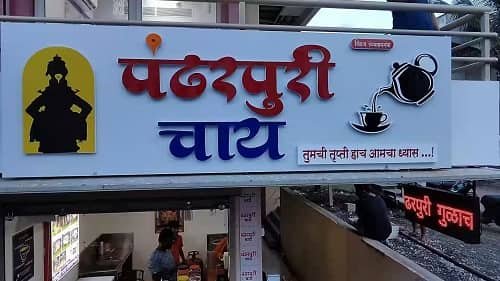 पंढरपुरी
चाय
तुमची तृप्ती हाच आमचा ध्यास ...!
ढरपुरी गुळाच